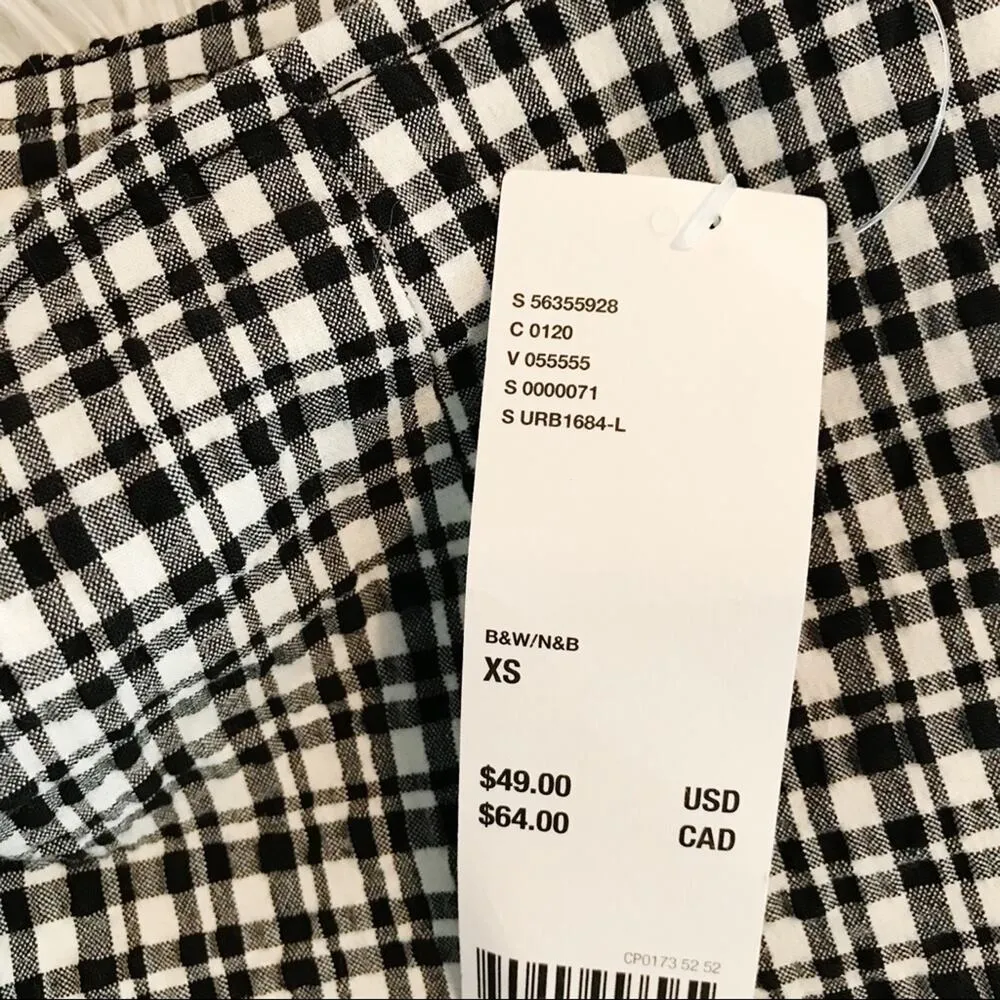 S 56355928
C 0120
V 055555
S 0000071
S URB1684-L
B&W/N&B
XS
$49.00 USD
$64.00 CAD
CP0173 52 52